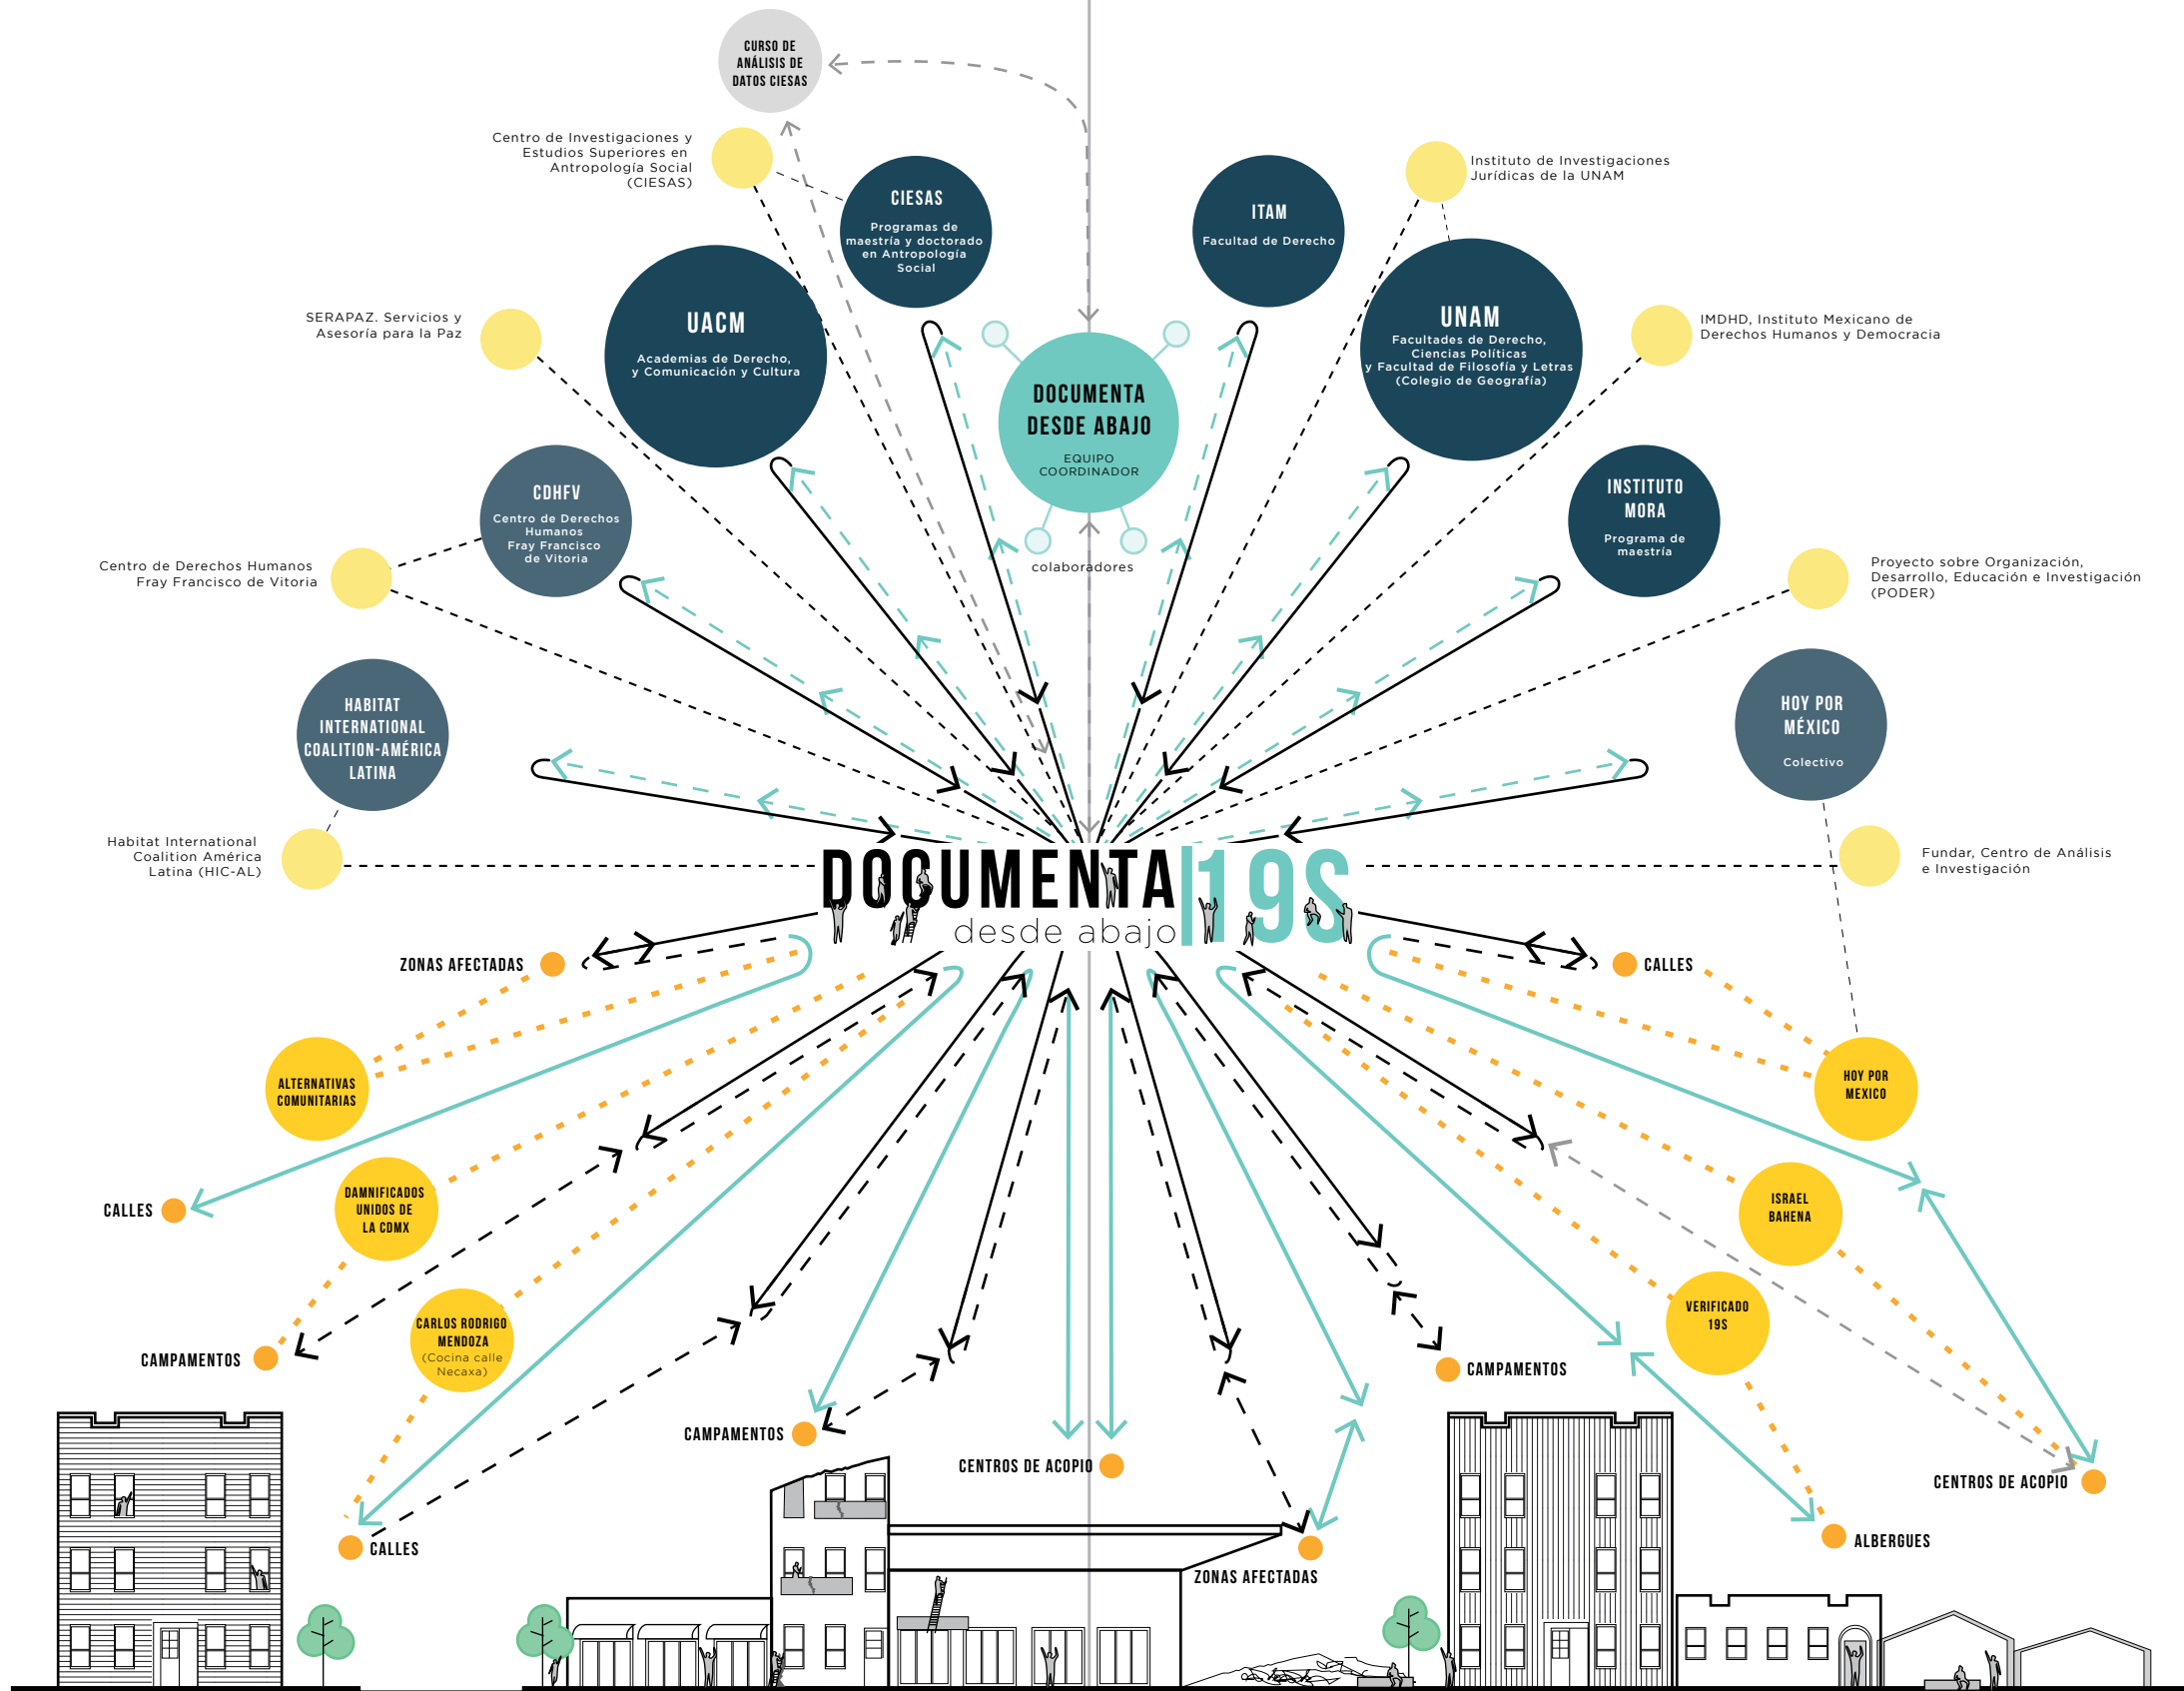 CURSO DE
ANÁLISIS DE
DATOS CIESAS
Centro de Investigaciones y
Estudios Superiores en
Antropología Social
(CIESAS)
CIESAS
Programas de
maestría y doctorado
en Antropología
Social
ITAM
Facultad de Derecho
Instituto de Investigaciones
Jurídicas de la UNAM
UACM
Academias de Derecho,
y Comunicación y Cultura
UNAM
Facultades de Derecho,
Ciencias Políticas
y Facultad de Filosofía y Letras
(Colegio de Geografía)
SERAPAZ. Servicios y
Asesoría para la Paz
IMDHD, Instituto Mexicano de
Derechos Humanos y Democracia
DOCUMENTA
DESDE ABAJO
EQUIPO
COORDINADOR
colaboradores
CDHFV
Centro de Derechos
Humanos
Fray Francisco
de Vitoria
INSTITUTO
MORA
Programa de
maestría
Centro de Derechos Humanos
Fray Francisco de Vitoria
Proyecto sobre Organización,
Desarrollo, Educación e Investigación
(PODER)
HABITAT
INTERNATIONAL
COALITION-AMÉRICA
LATINA
HOY POR
MÉXICO
Colectivo
Habitat International
Coalition América
Latina (HIC-AL)
Fundar, Centro de Análisis
e Investigación
DOCUMENTA|19S
desde abajo
ZONAS AFECTADAS
CALLES
ALTERNATIVAS
COMUNITARIAS
HOY POR
MEXICO
DAMNIFICADOS
UNIDOS DE
LA CDMX
ISRAEL
BAHENA
CALLES
CARLOS RODRIGO
MENDOZA
(Cocina calle
Necaxa)
VERIFICADO
19S
CAMPAMENTOS
CAMPAMENTOS
CAMPAMENTOS
CENTROS DE ACOPIO
CENTROS DE ACOPIO
CALLES
ZONAS AFECTADAS
ALBERGUES